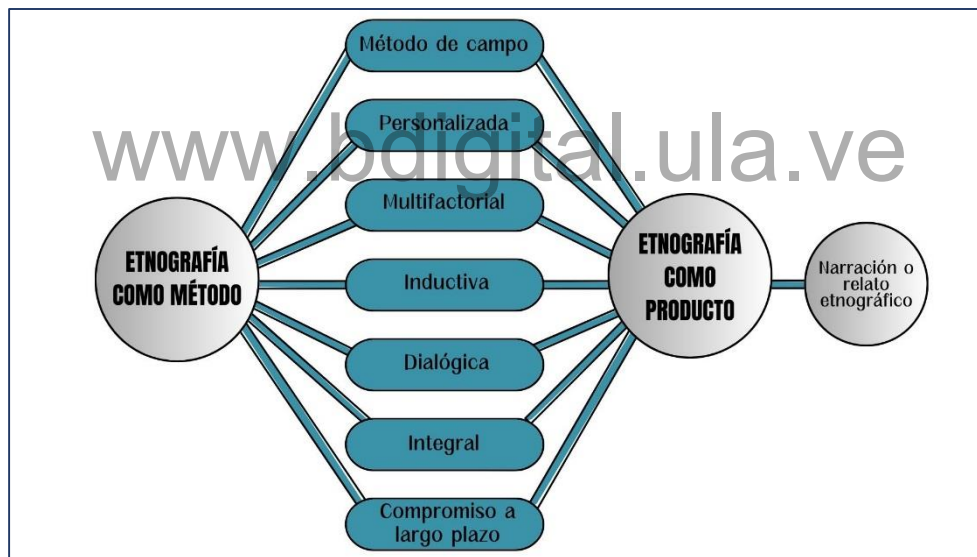 Método de campo
Personalizada
www.bdigital.ula.ve
Multifactorial
ETNOGRAFÍA
COMO MÉTODO
Inductiva
ETNOGRAFÍA
COMO
PRODUCTO
Narración o
relato
etnográfico
Dialógica
Integral
Compromiso a
largo plazo